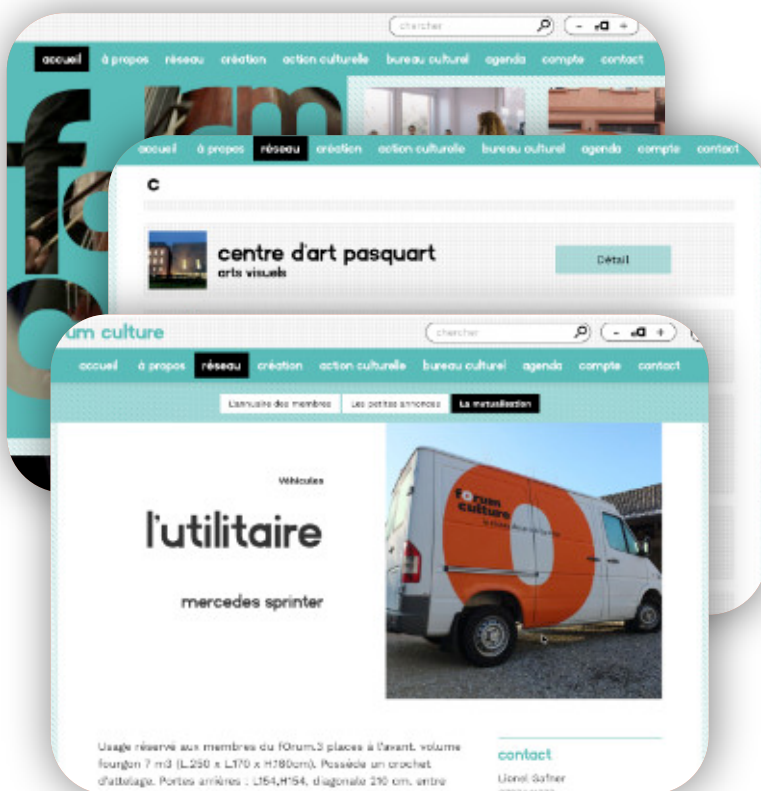 chercher
- a +
accueil à propos réseau création action culturelle bureau culturel agenda compte contact
accueil à propos réseau création action culturelle bureau culturel agenda compte contact
c
centre d'art pasquart
arts visuels
Détail
um culture
chercher
- a +
accueil à propos réseau création action culturelle bureau culturel agenda compte contact
L'annuaire des membres Les petites annonces La mutualisation
Véhicules
l'utilitaire
mercedes sprinter
fOrum
culture
Usage réservé aux membres du fOrum.3 places à l'avant. volume
fourgon 7 m3 (L.250 x L.170 x H.180cm). Possède un crochet
d'attelage. Portes arrières : L154,H154, diagonale 210 cm. entre
contact
Lionel Gafner